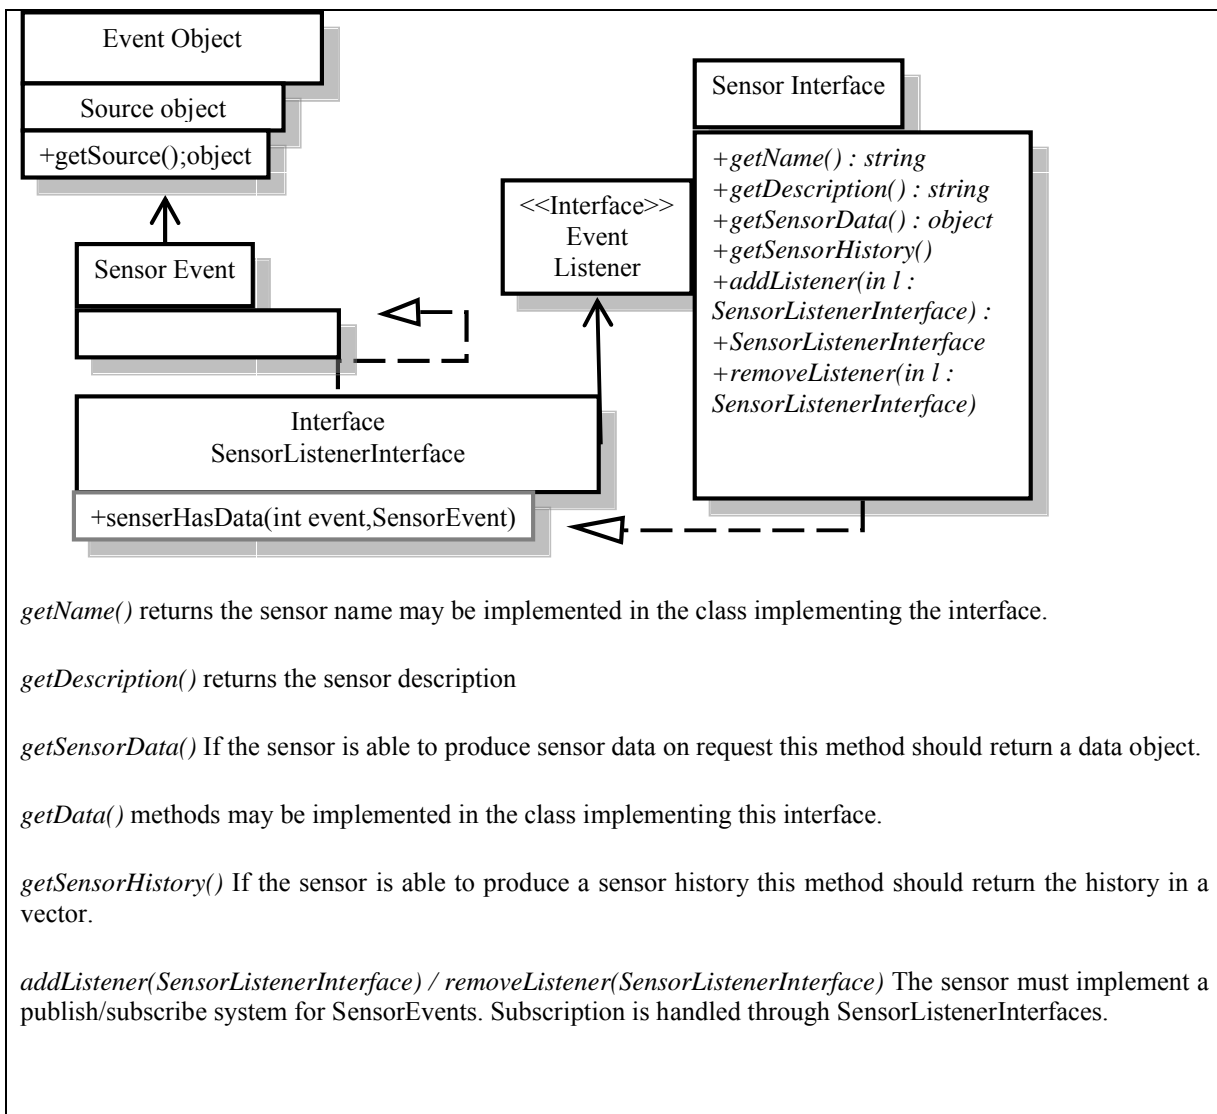 Event Object
Source object
+getSource();object
Sensor Event
<<Interface>>
Event
Listener
Interface
SensorListenerInterface
+senserHasData(int event,SensorEvent)
Sensor Interface
+getName() : string
+getDescription() : string
+getSensorData() : object
+getSensorHistory()
+addListener(in l :
SensorListenerInterface) :
+SensorListenerInterface
+removeListener(in l :
SensorListenerInterface)
getName() returns the sensor name may be implemented in the class implementing the interface.
getDescription() returns the sensor description
getSensorData() If the sensor is able to produce sensor data on request this method should return a data object.
getData() methods may be implemented in the class implementing this interface.
getSensorHistory() If the sensor is able to produce a sensor history this method should return the history in a
vector.
addListener(SensorListenerInterface) / removeListener(SensorListenerInterface) The sensor must implement a
publish/subscribe system for SensorEvents. Subscription is handled through SensorListenerInterfaces.